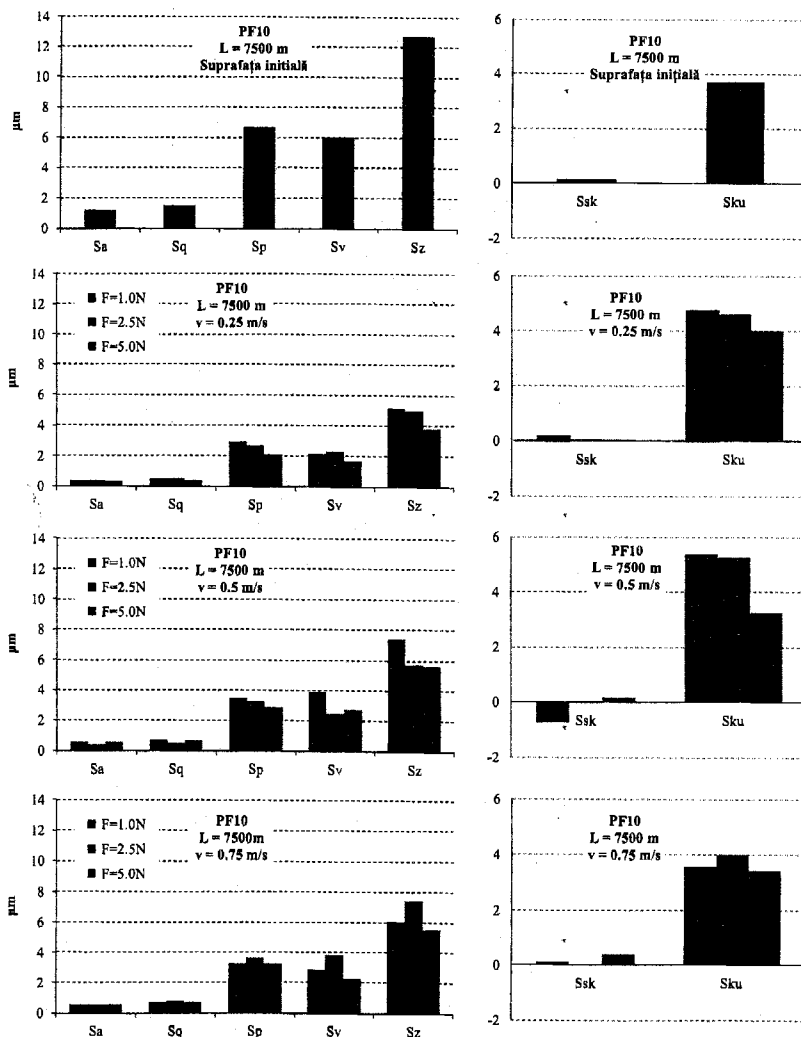 14
12
10
8
6
4
2
0
µm
PF10
L = 7500 m
Suprafața inițială
Sa Sq Sp Sv Sz
6
4
2
0
-2
PF10
L = 7500 m
Suprafața inițială
Ssk Sku
14
12
10
8
6
4
2
0
µm
F=1.0N
F=2.5N
F=5.0N
PF10
L = 7500 m
v = 0.25 m/s
Sa Sq Sp Sv Sz
6
4
2
0
-2
PF10
L = 7500 m
v = 0.25 m/s
Ssk Sku
14
12
10
8
6
4
2
0
µm
F=1.0N
F=2.5N
F=5.0N
PF10
L = 7500 m
v = 0.5 m/s
Sa Sq Sp Sv Sz
6
4
2
0
-2
PF10
L = 7500 m
v = 0.5 m/s
Ssk Sku
14
12
10
8
6
4
2
0
µm
F=1.0N
F=2.5N
F=5.0N
PF10
L = 7500m
v = 0.75 m/s
Sa Sq Sp Sv Sz
6
4
2
0
-2
PF10
L = 7500 m
v = 0.75 m/s
Ssk Sku